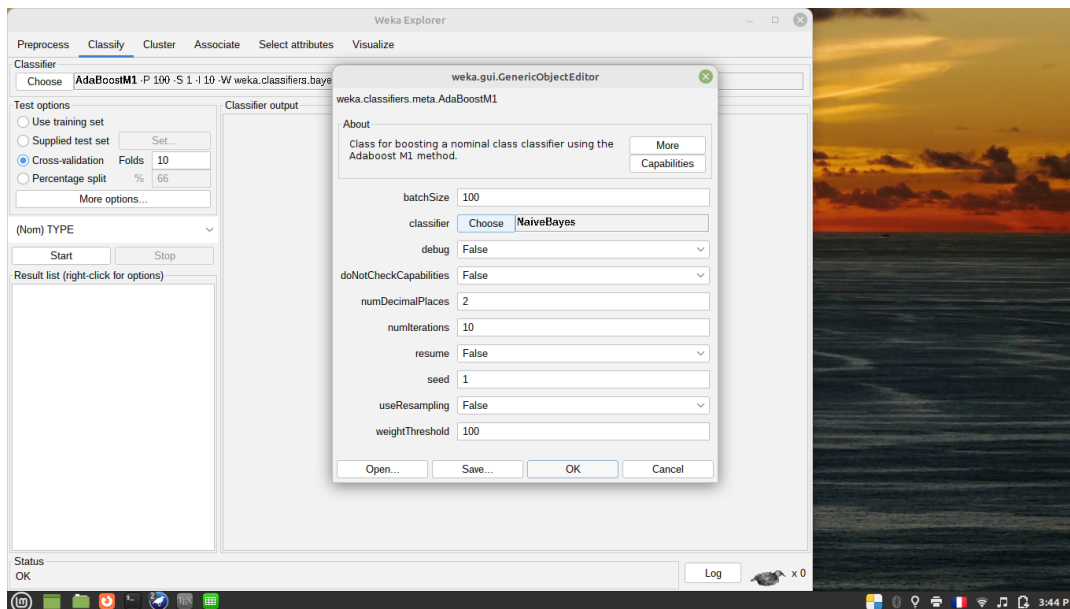 Weka Explorer
Preprocess Classify Cluster Associate Select attributes Visualize
Classifier
Choose AdaBoostM1 -P 100 -S 1 -I 10 -W weka.classifiers.baye
Test options
Use training set
Supplied test set Set...
Cross-validation Folds 10
Percentage split % 66
More options...
(Nom) TYPE
Start Stop
Result list (right-click for options)
Classifier output
weka.gui.GenericObjectEditor
weka.classifiers.meta.AdaBoostM1
About
Class for boosting a nominal class classifier using the
Adaboost M1 method.
More
Capabilities
batchSize 100
classifier Choose NaiveBayes
debug False
doNotCheckCapabilities False
numDecimalPlaces 2
numIterations 10
resume False
seed 1
useResampling False
weightThreshold 100
Open... Save... OK Cancel
Status
OK
Log x 0
3:44 P